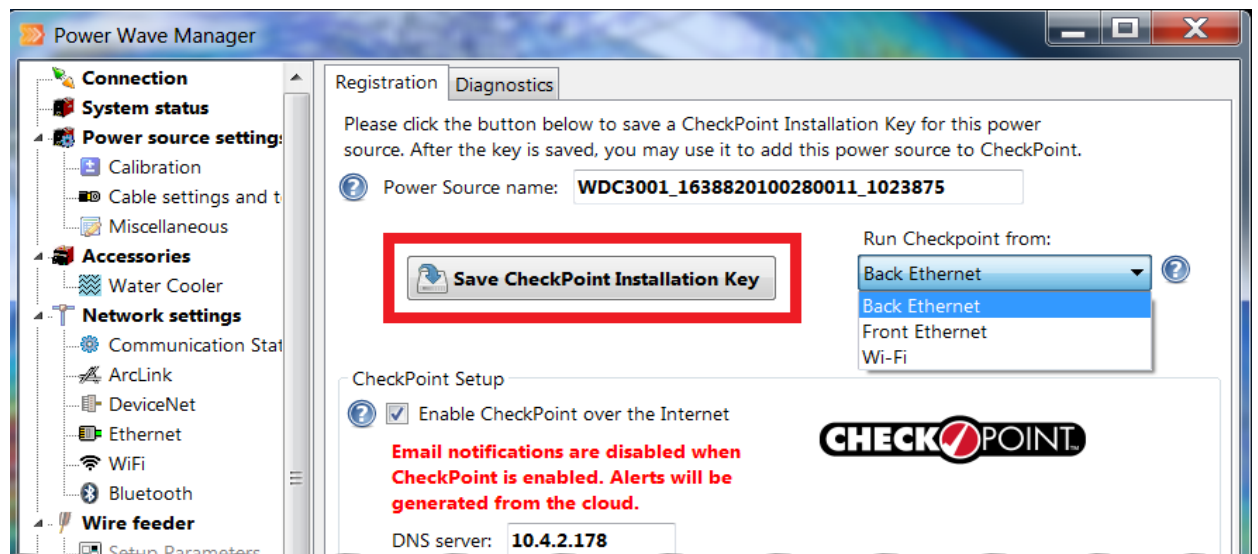 Power Wave Manager
Connection
System status
Power source setting
Calibration
Cable settings and t
Miscellaneous
Accessories
Water Cooler
Network settings
Communication Stat
ArcLink
DeviceNet
Ethernet
WiFi
Bluetooth
Wire feeder
Setup Parameters
Registration
Diagnostics
Please click the button below to save a CheckPoint Installation Key for this power
source. After the key is saved, you may use it to add this power source to CheckPoint.
Power Source name: WDC3001_1638820100280011_1023875
Save CheckPoint Installation Key
Run Checkpoint from:
Back Ethernet
Back Ethernet
Front Ethernet
Wi-Fi
CheckPoint Setup
Enable CheckPoint over the Internet
CHECKPOINT
Email notifications are disabled when
CheckPoint is enabled. Alerts will be
generated from the cloud.
DNS server: 10.4.2.178